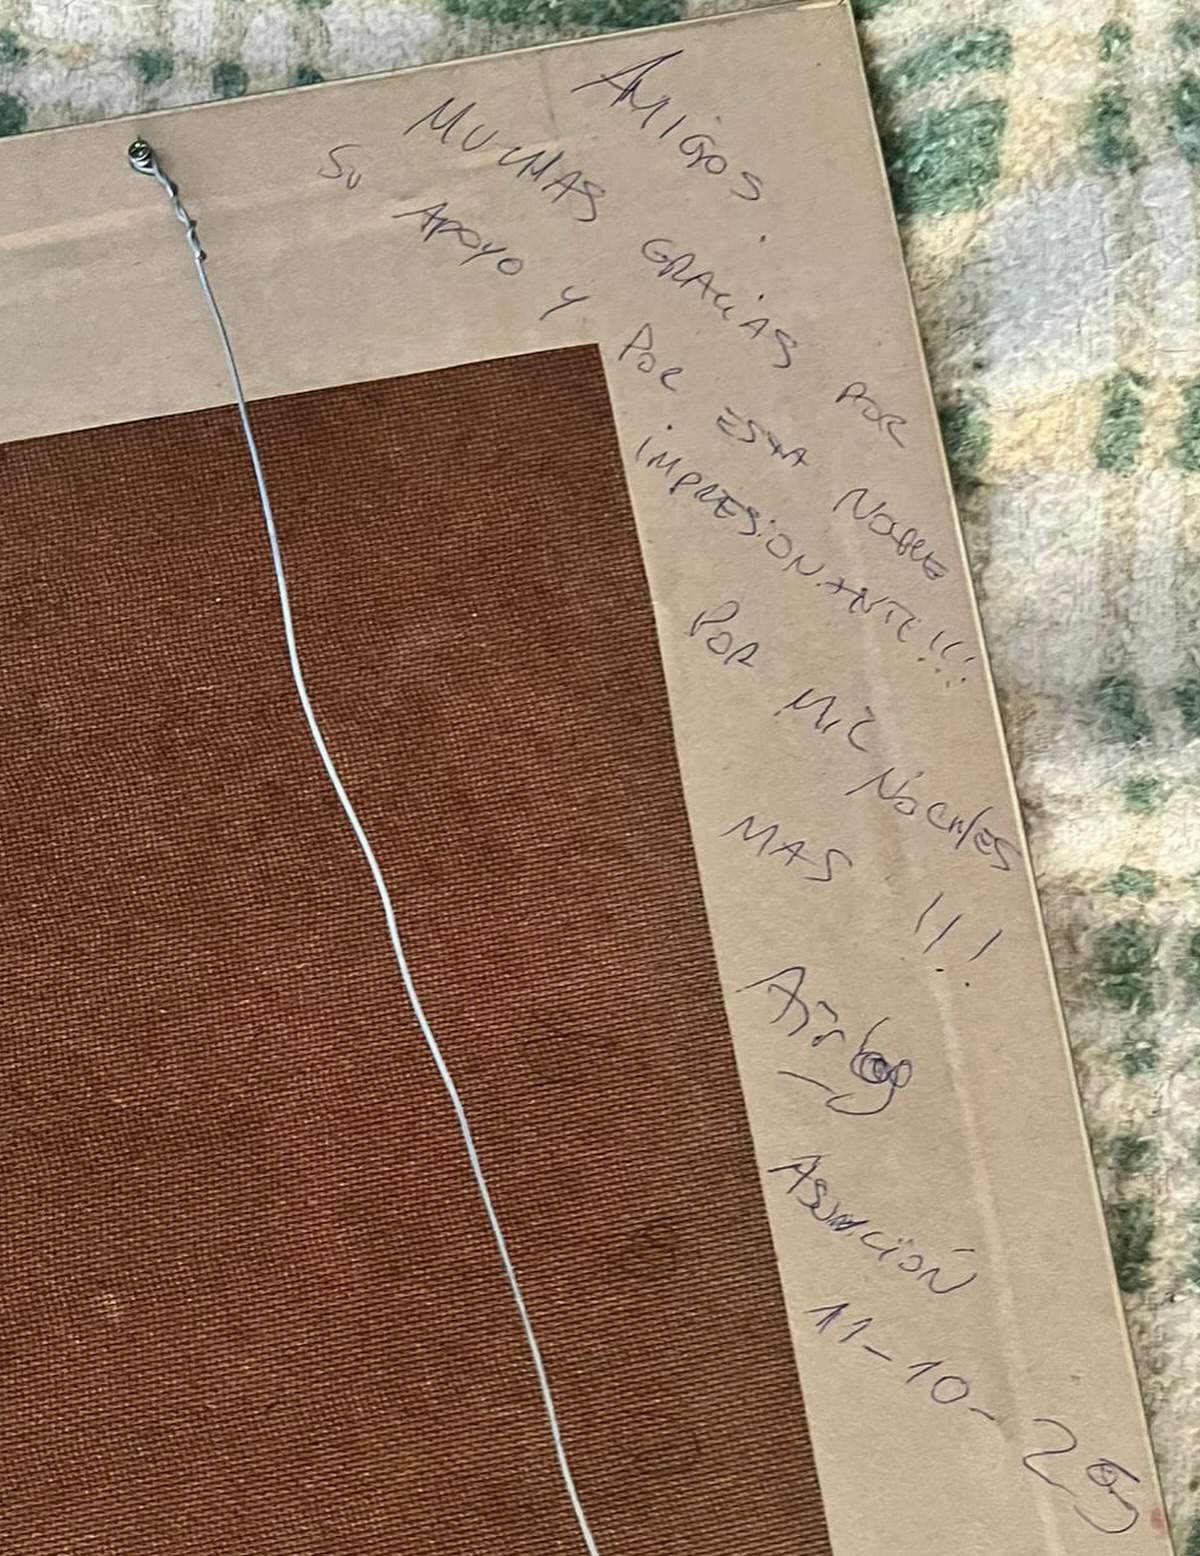 AMIGOS.
MUCHAS GRACIAS POR
SU APOYO Y POR ESTA NOCHE
IMPRESIONANTE!!!
POR MIL NOCHES
MAS !!!
ASUNCIÓN
11-10-25